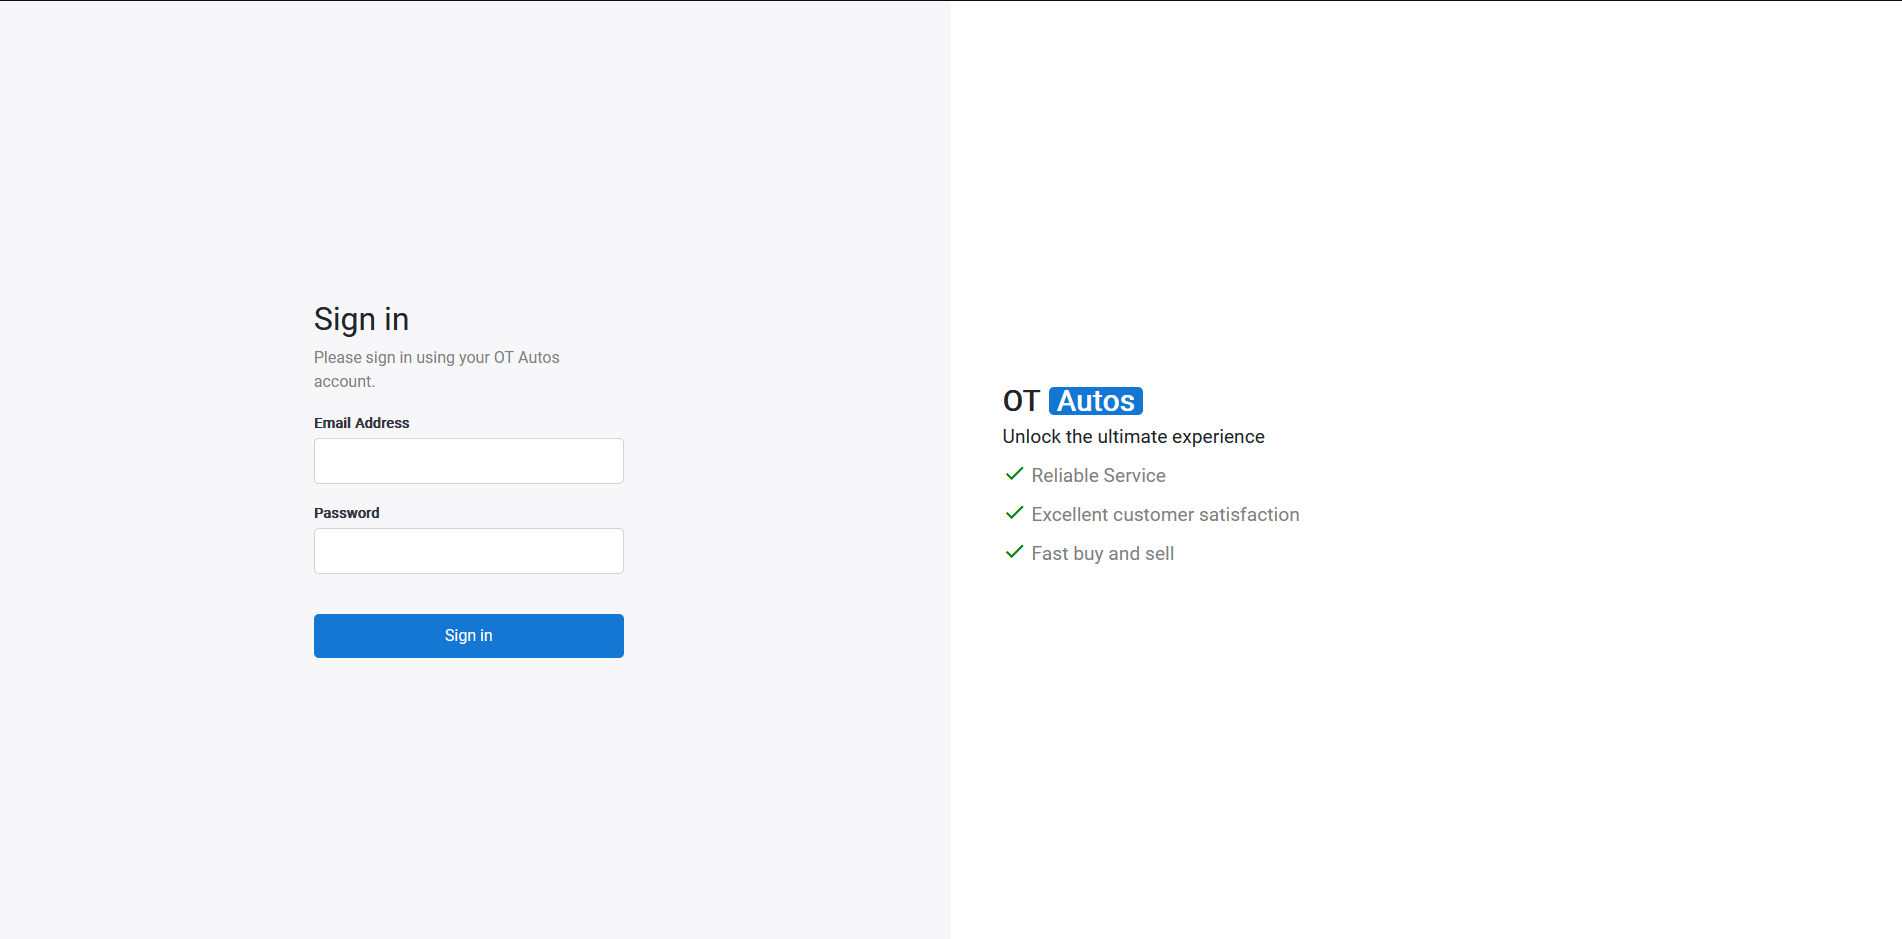 Sign in
Please sign in using your OT Autos
account.
Email Address
Password
Sign in
OT Autos
Unlock the ultimate experience
Reliable Service
Excellent customer satisfaction
Fast buy and sell